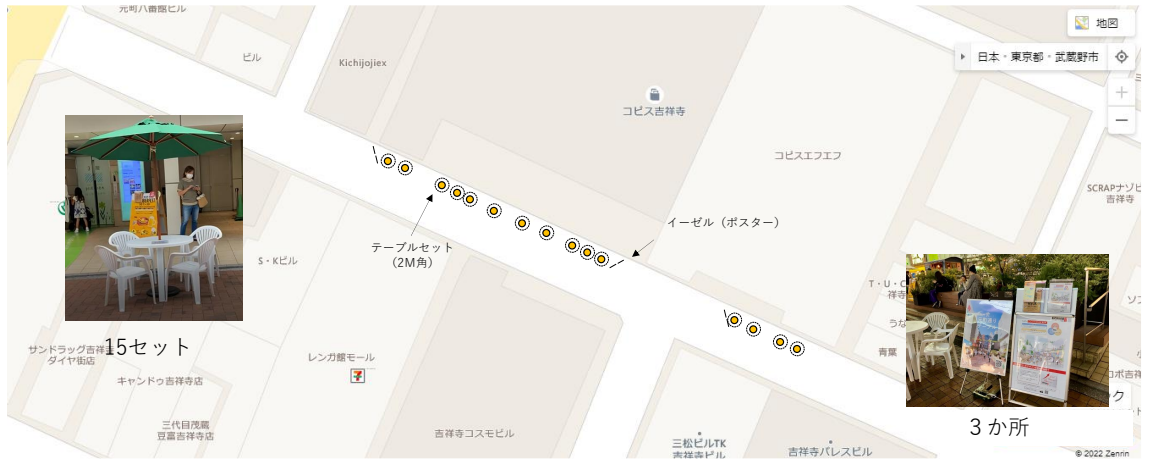 元町八番館ビル
地図
ビル
Kichijojiex
日本・東京都・武蔵野市
コピス吉祥寺
コピスエフエフ
SCRAPナゾビ
吉祥寺
イーゼル（ポスター）
テーブルセット
（2M角）
S・Kビル
T・U・C
祥寺
うな
青葉
15セット
サンドラッグ吉祥寺
ダイヤ街店
レンガ館モール
キャンドゥ吉祥寺店
三代目茂蔵
豆富吉祥寺店
吉祥寺コスモビル
三松ビルTK
吉祥寺ビル
吉祥寺パレスビル
コポ吉祥
ック
３か所
© 2022 Zenrin